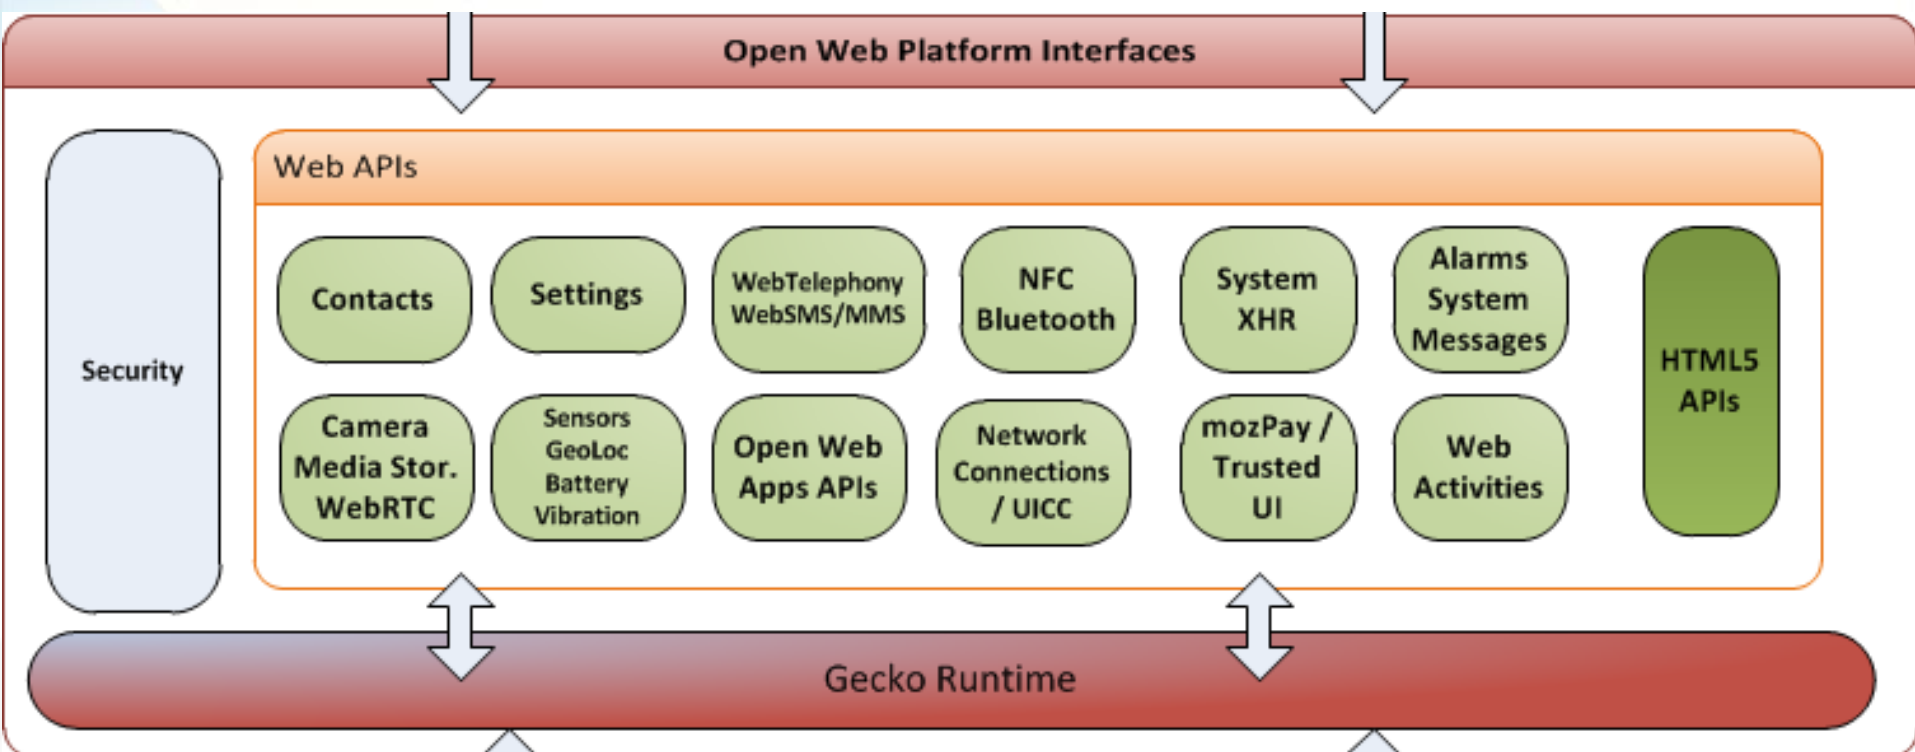 Open Web Platform Interfaces
Security
Web APIs
Contacts
Settings
WebTelephony
WebSMS/MMS
NFC
Bluetooth
System
XHR
Alarms
System
Messages
Camera
Media Stor.
WebRTC
Sensors
GeoLoc
Battery
Vibration
Open Web
Apps APIs
Network
Connections
/ UICC
mozPay /
Trusted
UI
Web
Activities
HTML5
APIs
Gecko Runtime